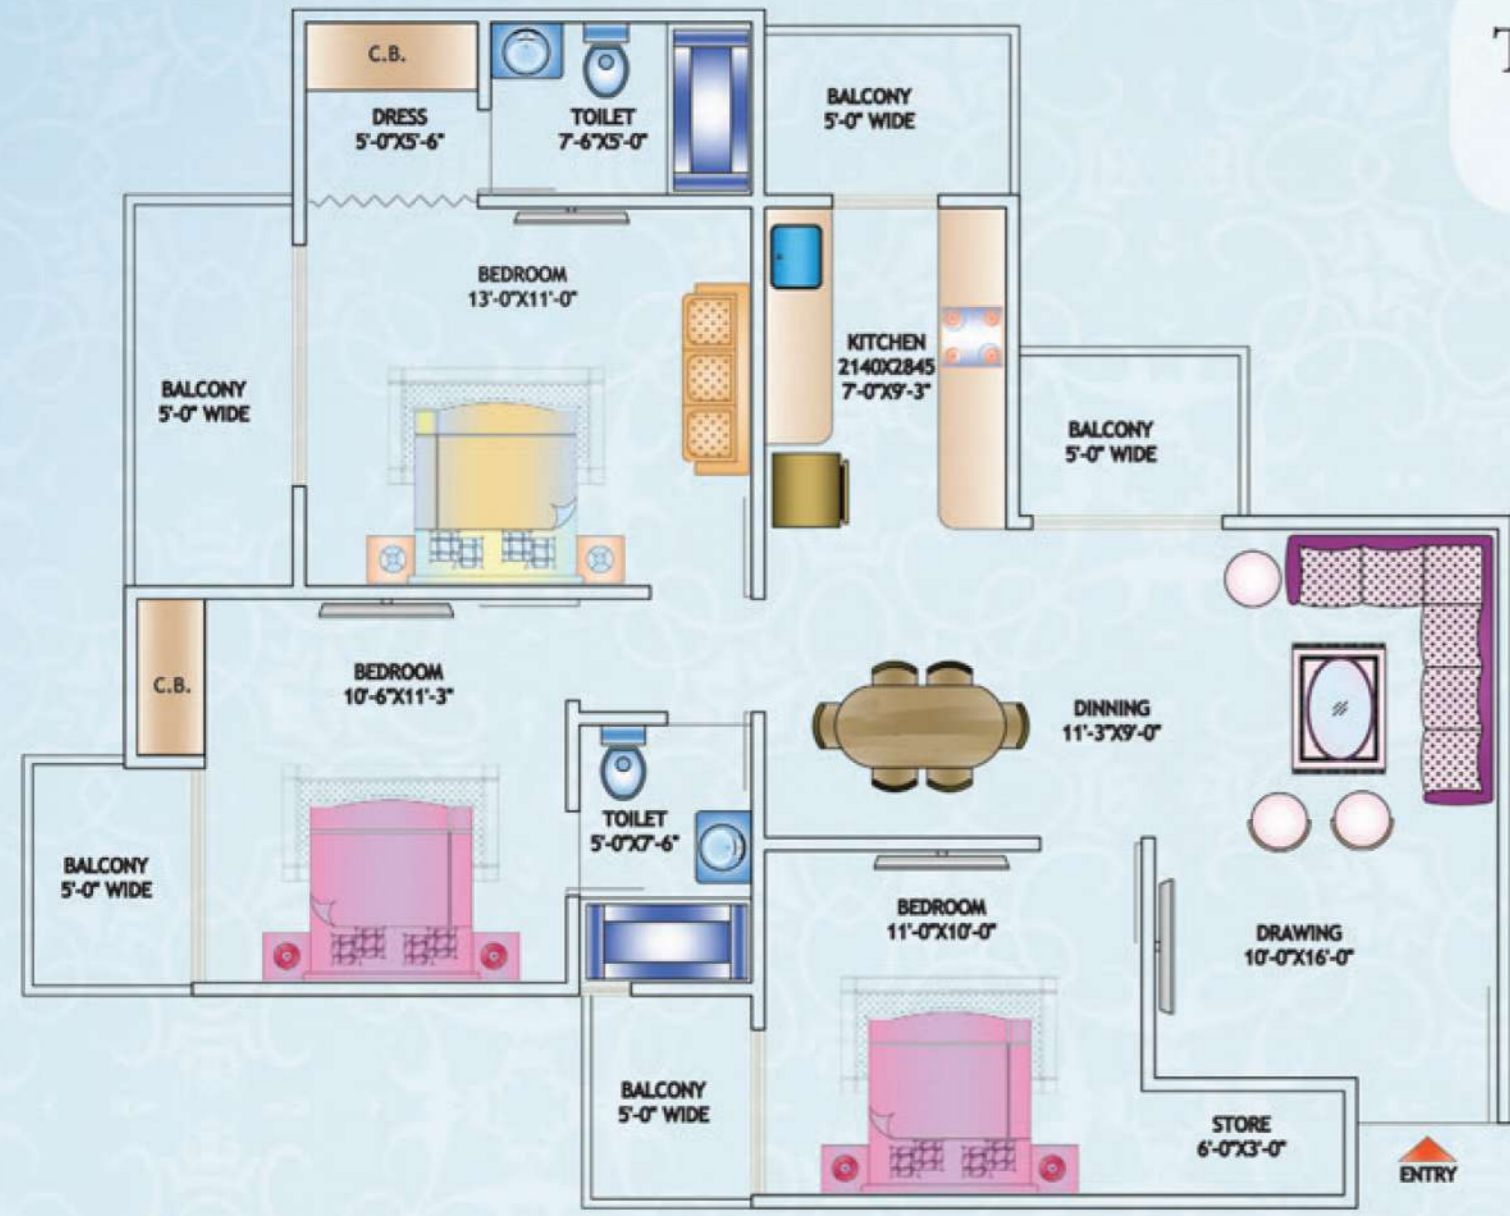 T
C.B.
DRESS
5'-0"X5'-6"
TOILET
7'-6"X5'-0"
BALCONY
5'-0" WIDE
BEDROOM
13'-0"X11'-0"
BALCONY
5'-0" WIDE
KITCHEN
2140X2845
7'-0"X9'-3"
BALCONY
5'-0" WIDE
C.B.
BEDROOM
10'-6"X11'-3"
DINNING
11'-3"X9'-0"
TOILET
5'-0"X7'-6"
BALCONY
5'-0" WIDE
BEDROOM
11'-0"X10'-0"
DRAWING
10'-0"X16'-0"
BALCONY
5'-0" WIDE
STORE
6'-0"X3'-0"
ENTRY